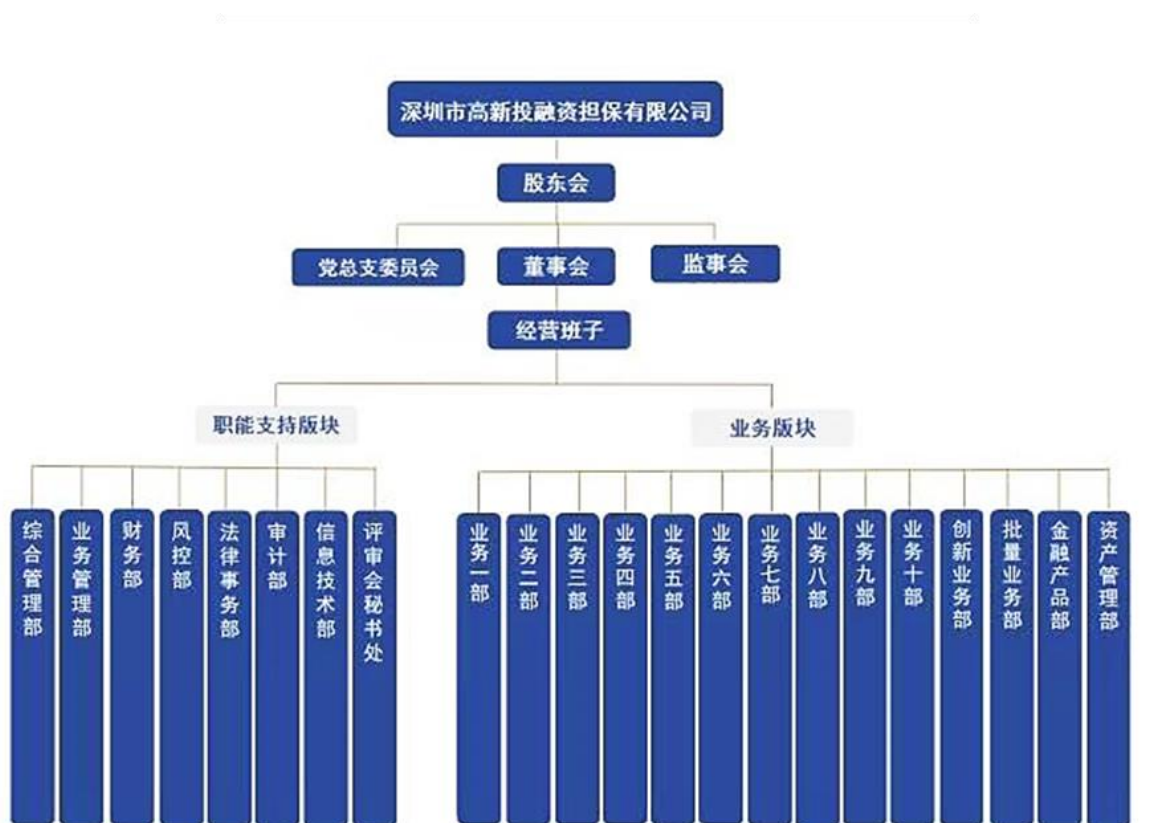 深圳市高新投融资担保有限公司
股东会
党总支委员会
董事会
监事会
经营班子
职能支持版块
业务版块
综合管理部
业务管理部
财务部
风控部
法律事务部
审计部
信息技术部
评审会秘书处
业务一部
业务二部
业务三部
业务四部
业务五部
业务六部
业务七部
业务八部
业务九部
业务十部
创新业务部
批量业务部
金融产品部
资产管理部